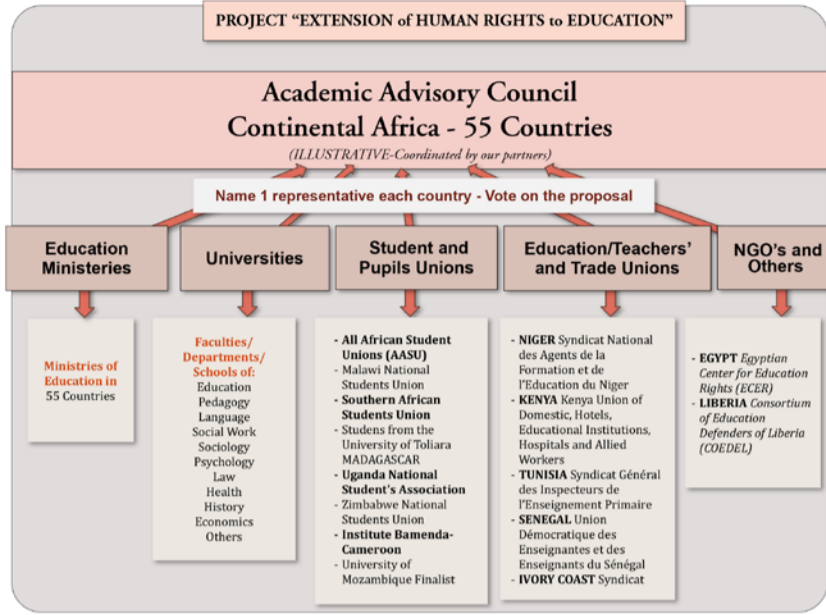 PROJECT “EXTENSION of HUMAN RIGHTS to EDUCATION”
Academic Advisory Council
Continental Africa - 55 Countries
(ILLUSTRATIVE-Coordinated by our partners)
Name 1 representative each country - Vote on the proposal
Education
Ministeries
Universities
Student and
Pupils Unions
Education/Teachers’
and Trade Unions
NGO’s and
Others
Ministries of
Education in
55 Countries
Faculties/
Departments/
Schools of:
Education
Pedagogy
Language
Social Work
Sociology
Psychology
Law
Health
History
Economics
Others
- All African Student
Unions (AASU)
- Malawi National
Students Union
- Southern African
Students Union
- Studens from the
University of Toliara
MADAGASCAR
- Uganda National
Student's Association
- Zimbabwe National
Students Union
- Institute Bamenda-
Cameroon
- University of
Mozambique Finalist
- NIGER Syndicat National
des Agents de la
Formation et de
l’Education du Niger
- KENYA Kenya Union of
Domestic, Hotels,
Educational Institutions,
Hospitals and Allied
Workers
- TUNISIA Syndicat Général
des Inspecteurs de
l’Enseignement Primaire
- SENEGAL Union
Démocratique des
Enseignantes et des
Enseignants du Sénégal
- IVORY COAST Syndicat
- EGYPT Egyptian
Center for Education
Rights (ECER)
- LIBERIA Consortium
of Education
Defenders of Liberia
(COEDEL)